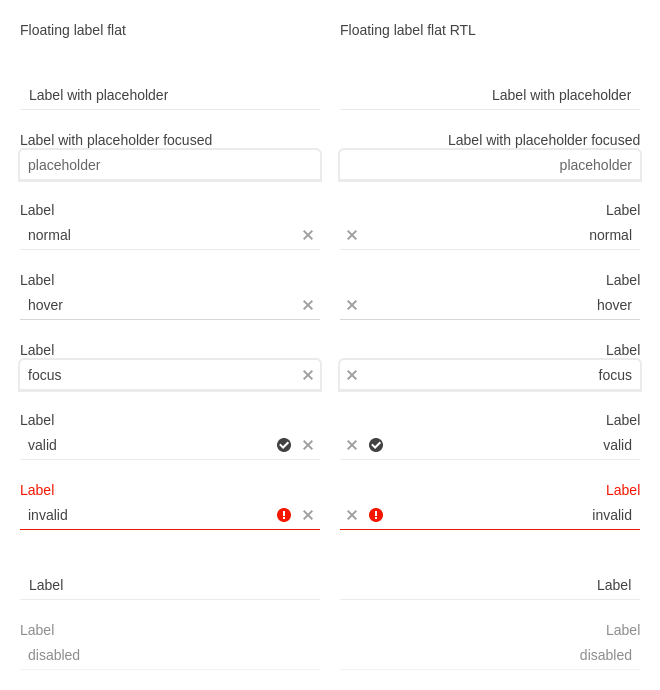 Floating label flat
Floating label flat RTL
Label with placeholder
Label with placeholder
Label with placeholder focused
Label with placeholder focused
placeholder
placeholder
Label
Label
normal
normal
Label
Label
hover
hover
Label
Label
focus
focus
Label
Label
valid
valid
Label
Label
invalid
invalid
Label
Label
Label
Label
disabled
disabled